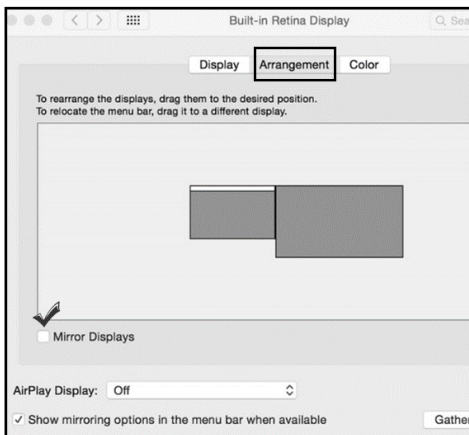 Built-in Retina Display
Sea
Display Arrangement Color
To rearrange the displays, drag them to the desired position.
To relocate the menu bar, drag it to a different display.
Mirror Displays
AirPlay Display: Off
Show mirroring options in the menu bar when available
Gather